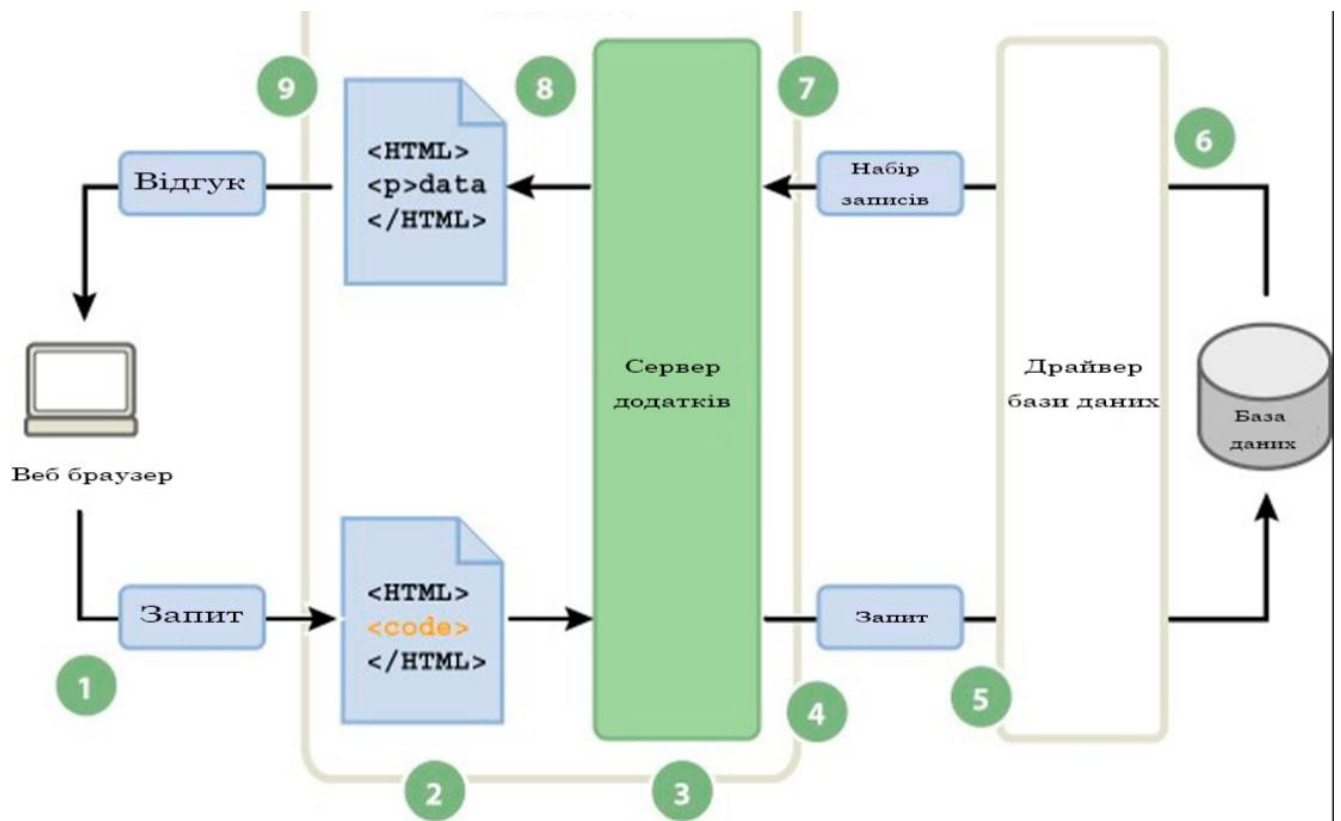 9
8
7
6
<HTML>
<p>data
</HTML>
Відгук
Набір
записів
Сервер
додатків
Драйвер
бази даних
База
даних
Веб браузер
<HTML>
<code>
</HTML>
Запит
Запит
1
2
3
4
5